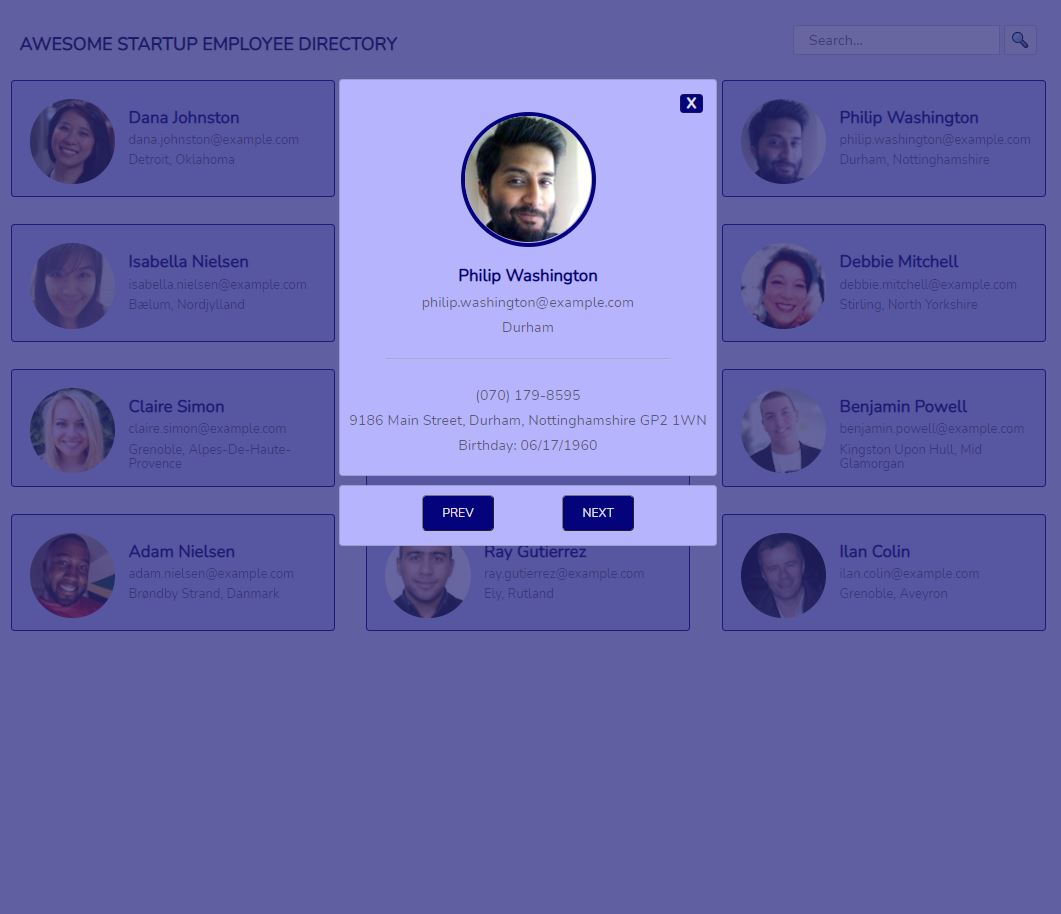 AWESOME STARTUP EMPLOYEE DIRECTORY
Search...
Dana Johnston
dana.johnston@example.com
Detroit, Oklahoma
Philip Washington
philip.washington@example.com
Durham, Nottinghamshire
Isabella Nielsen
isabella.nielsen@example.com
Bælum, Nordjylland
Debbie Mitchell
debbie.mitchell@example.com
Stirling, North Yorkshire
Claire Simon
claire.simon@example.com
Grenoble, Alpes-De-Haute-
Provence
Benjamin Powell
benjamin.powell@example.com
Kingston Upon Hull, Mid
Glamorgan
Adam Nielsen
adam.nielsen@example.com
Brøndby Strand, Danmark
Ray Gutierrez
ray.gutierrez@example.com
Ely, Rutland
Ilan Colin
ilan.colin@example.com
Grenoble, Aveyron
X
Philip Washington
philip.washington@example.com
Durham
(070) 179-8595
9186 Main Street, Durham, Nottinghamshire GP2 1WN
Birthday: 06/17/1960
PREV
NEXT